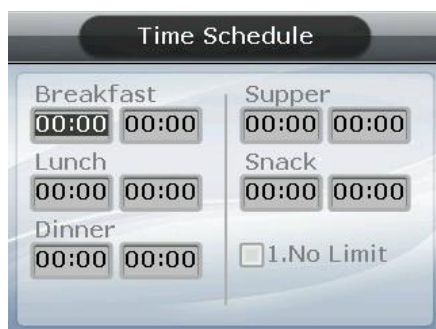 Time Schedule
Breakfast
00:00 00:00
Lunch
00:00 00:00
Dinner
00:00 00:00
Supper
00:00 00:00
Snack
00:00 00:00
1.No Limit